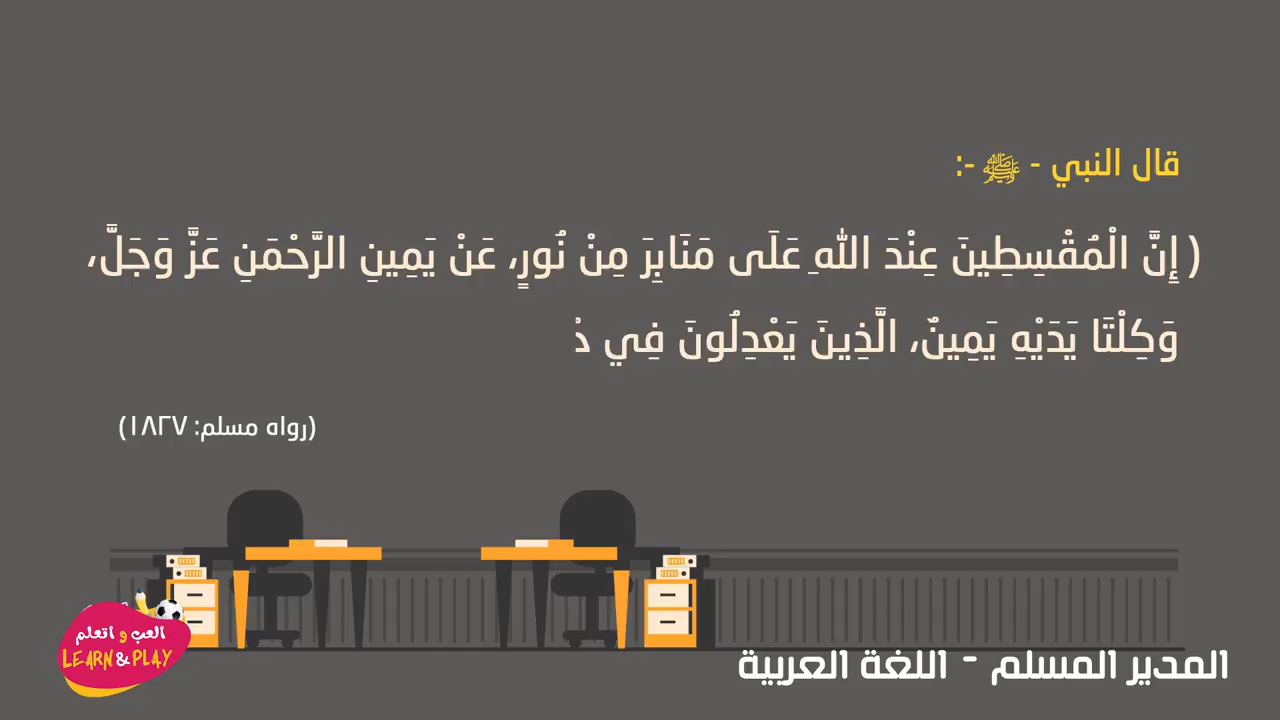 قال النبي - ﷺ -:
( إِنَّ الْمُقْسِطِينَ عِنْدَ اللهِ عَلَى مَنَابِرَ مِنْ نُورٍ، عَنْ يَمِينِ الرَّحْمَنِ عَزَّ وَجَلَّ،
وَكِلْتَا يَدَيْهِ يَمِينٌ، الَّذِينَ يَعْدِلُونَ فِي
(رواه مسلم: ١٨٢٧)
العب و اتعلم
LEARN & PLAY
المدير المسلم - اللغة العربية